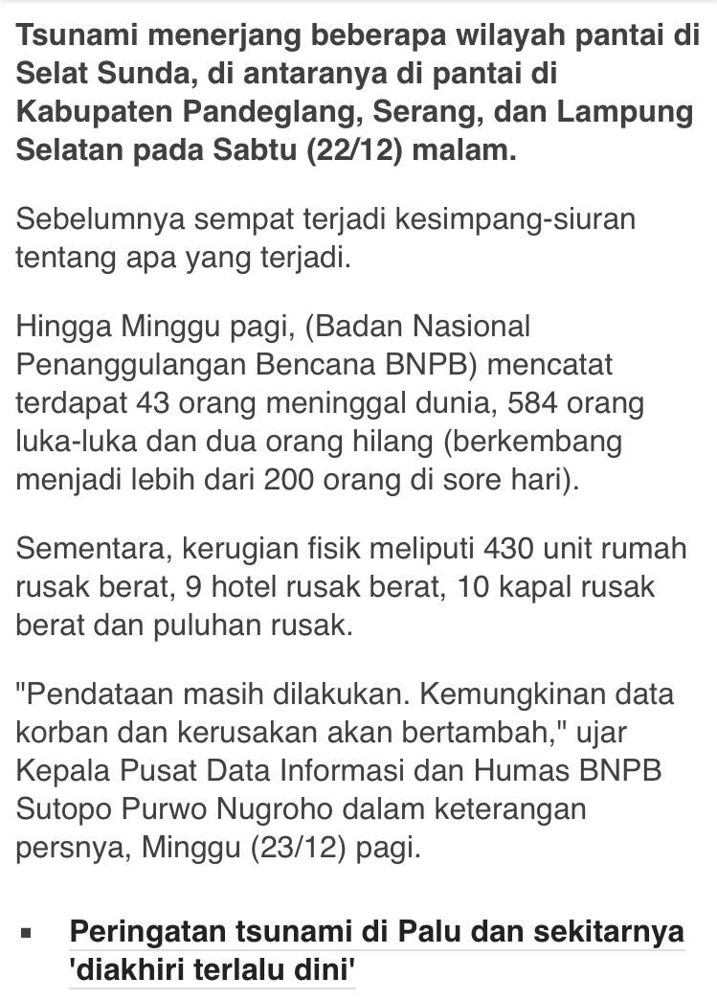 Tsunami menerjang beberapa wilayah pantai di
Selat Sunda, di antaranya di pantai di
Kabupaten Pandeglang, Serang, dan Lampung
Selatan pada Sabtu (22/12) malam.
Sebelumnya sempat terjadi kesimpang-siuran
tentang apa yang terjadi.
Hingga Minggu pagi, (Badan Nasional
Penanggulangan Bencana BNPB) mencatat
terdapat 43 orang meninggal dunia, 584 orang
luka-luka dan dua orang hilang (berkembang
menjadi lebih dari 200 orang di sore hari).
Sementara, kerugian fisik meliputi 430 unit rumah
rusak berat, 9 hotel rusak berat, 10 kapal rusak
berat dan puluhan rusak.
"Pendataan masih dilakukan. Kemungkinan data
korban dan kerusakan akan bertambah," ujar
Kepala Pusat Data Informasi dan Humas BNPB
Sutopo Purwo Nugroho dalam keterangan
persnya, Minggu (23/12) pagi.
▪ Peringatan tsunami di Palu dan sekitarnya
'diakhiri terlalu dini'